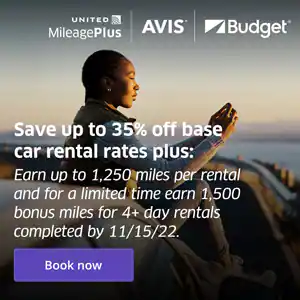 UNITED
MileagePlus
AVIS
Budget
Save up to 35% off base
car rental rates plus:
Earn up to 1,250 miles per rental
and for a limited time earn 1,500
bonus miles for 4+ day rentals
completed by 11/15/22.
Book now